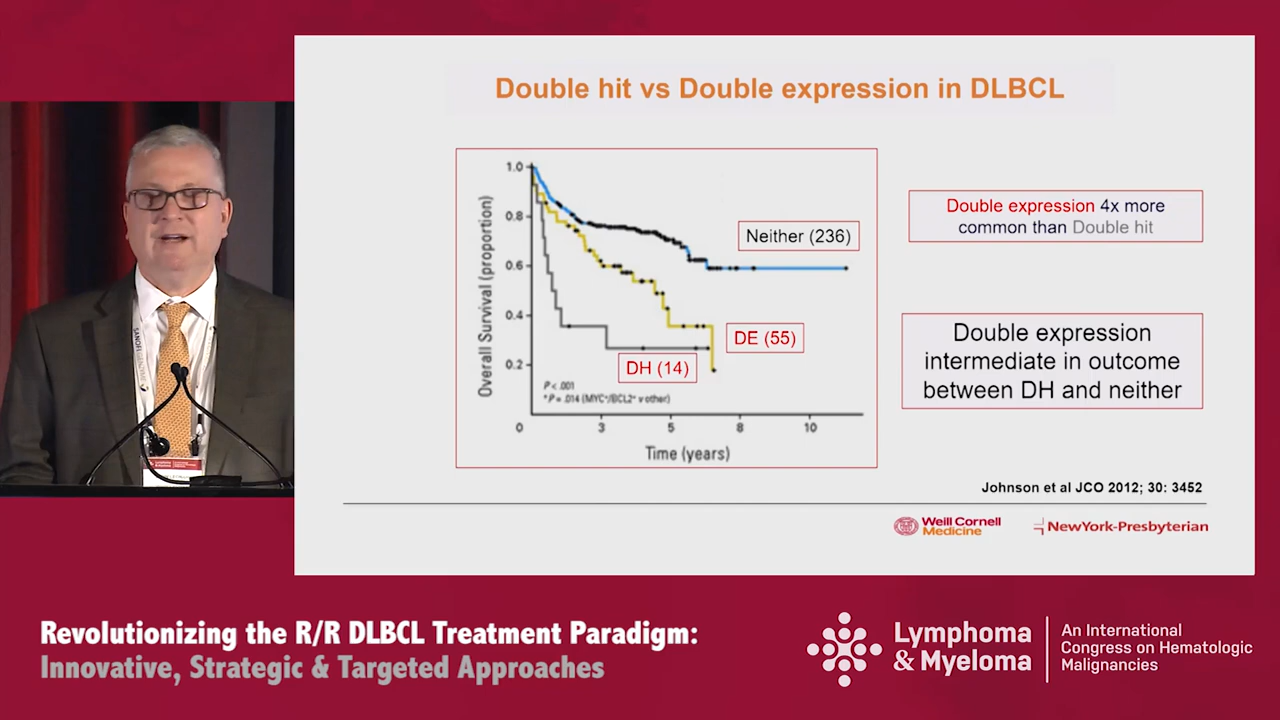 Double hit vs Double expression in DLBCL
Overall Survival (proportion)
1.0
0.8
0.6
0.4
0.2
0
3
5
8
10
Time (years)
Neither (236)
DE (55)
DH (14)
P < .001
*P = .014 (MYC+/BCL2+ v other)
Double expression 4x more
common than Double hit
Double expression
intermediate in outcome
between DH and neither
Johnson et al JCO 2012; 30: 3452
Weill Cornell
Medicine
NewYork-Presbyterian
SANOFI GENZYME
Revolutionizing the R/R DLBCL Treatment Paradigm:
Innovative, Strategic & Targeted Approaches
Lymphoma
& Myeloma
An International
Congress on Hematologic
Malignancies